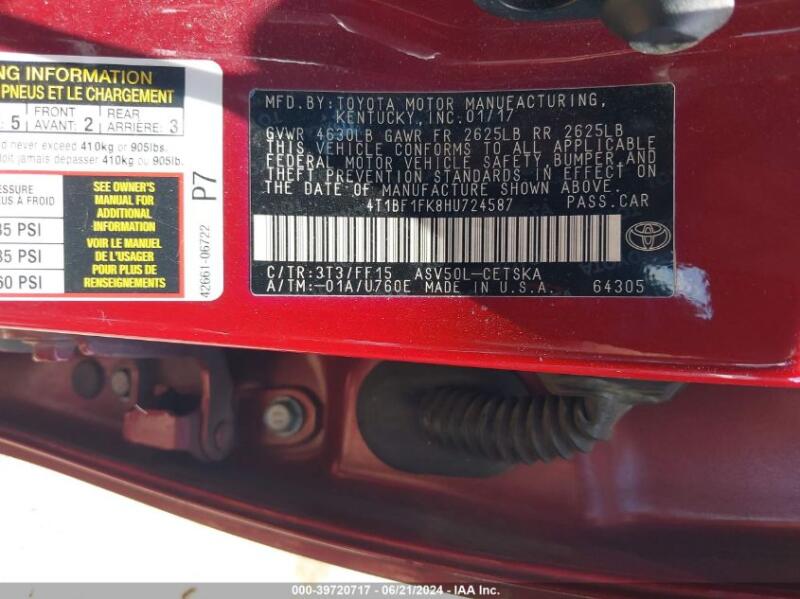 NG INFORMATION
PNEUS ET LE CHARGEMENT
5 FRONT AVANT: 2 REAR ARRIÈRE: 3
never exceed 410kg or 905lbs.
doit jamais dépasser 410kg ou 905lb.
S À FROID
35 PSI
35 PSI
60 PSI
SEE OWNER'S
MANUAL FOR
ADDITIONAL
INFORMATION
VOIR LE MANUEL
DE L'USAGER
POUR PLUS DE
RENSEIGNEMENTS
P7
42661-06722
MFD. BY: TOYOTA MOTOR MANUFACTURING,
KENTUCKY, INC. 01/17
GVWR 4630LB GAWR FR 2625LB RR 2625LB
THIS VEHICLE CONFORMS TO ALL APPLICABLE
FEDERAL MOTOR VEHICLE SAFETY, BUMPER, AND
THEFT PREVENTION STANDARDS IN EFFECT ON
THE DATE OF MANUFACTURE SHOWN ABOVE.
4T1BF1FK8HU724587 PASS.CAR
C/TR:3T3/FF15 ASV50L-CETSKA
A/TM:-01A/U760E MADE IN U.S.A. 64305
000-39720717 - 06/21/2024 - IAA Inc.